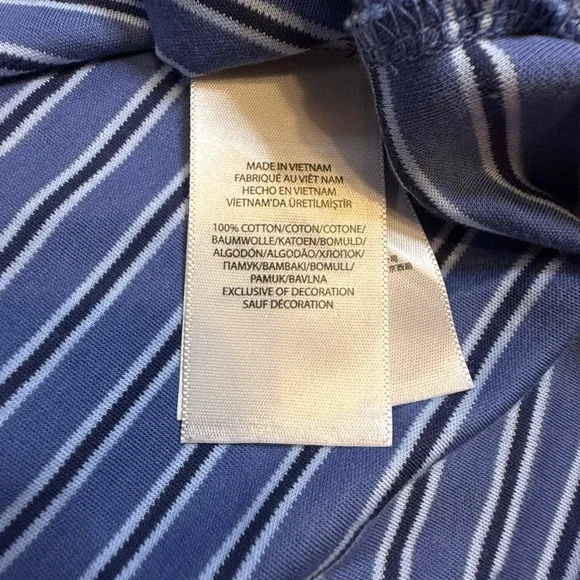 MADE IN VIETNAM
FABRIQUÉ AU VIÊT NAM
HECHO EN VIETNAM
VİETNAM'DA ÜRETİLMİŞTİR
100% COTTON/COTON/COTONE/
BAUMWOLLE/KATOEN/BOMULD/
ALGODÓN/ALGODÃO/ХЛОПОК/
ПАМУК/BAMBAKI/BOMULL/
PAMUK/BAVLNA
EXCLUSIVE OF DECORATION
SAUF DÉCORATION